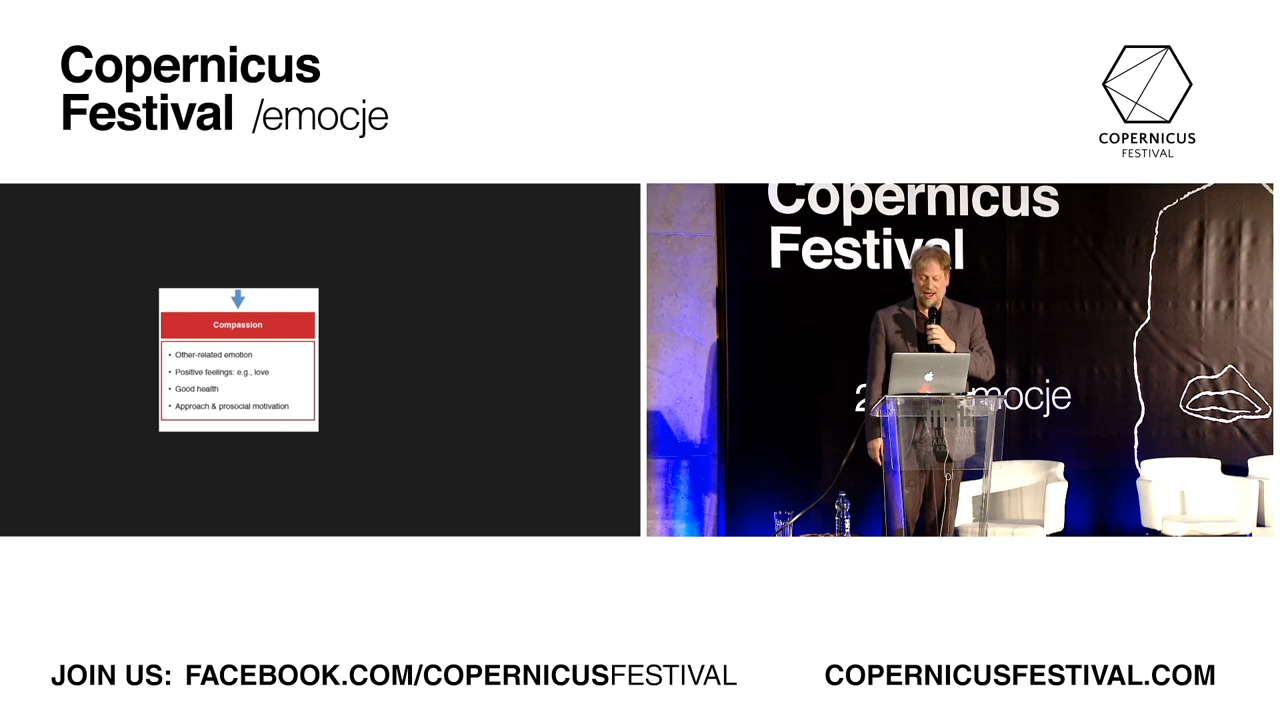 Copernicus
Festival /emocje
COPERNICUS
FESTIVAL
Compassion
• Other-related emotion
• Positive feelings: e.g., love
• Good health
• Approach & prosocial motivation
Copernicus
Festival
emocje
JOIN US: FACEBOOK.COM/COPERNICUSFESTIVAL
COPERNICUSFESTIVAL.COM